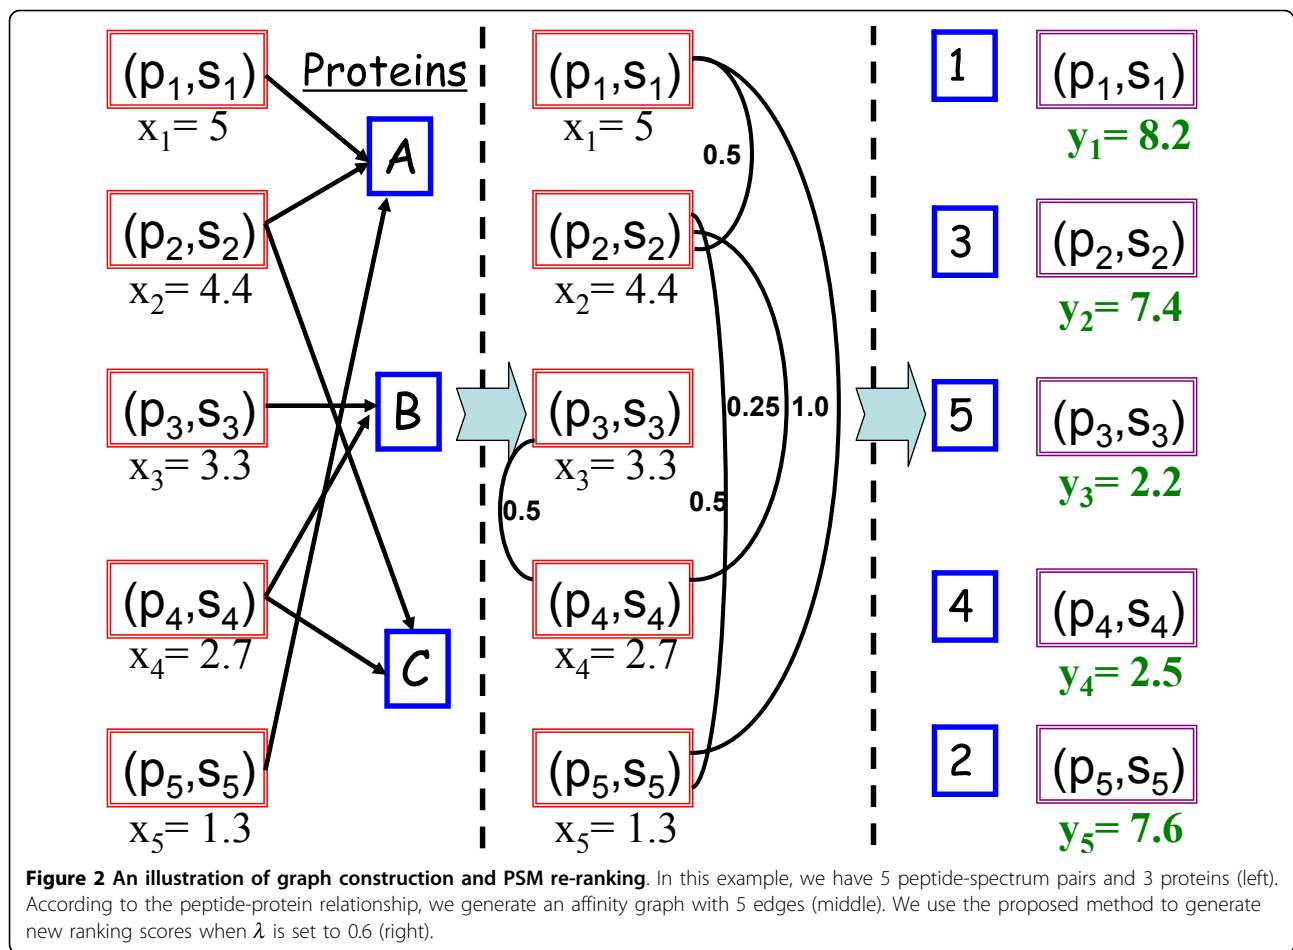 (p1,s1)
x1= 5
(p2,s2)
x2= 4.4
(p3,s3)
x3= 3.3
(p4,s4)
x4= 2.7
(p5,s5)
x5= 1.3
Proteins
A
B
C
(p1,s1)
x1= 5
(p2,s2)
x2= 4.4
(p3,s3)
x3= 3.3
(p4,s4)
x4= 2.7
(p5,s5)
x5= 1.3
0.5
0.25
1.0
0.5
0.5
1 (p1,s1)
y1= 8.2
3 (p2,s2)
y2= 7.4
5 (p3,s3)
y3= 2.2
4 (p4,s4)
y4= 2.5
2 (p5,s5)
y5= 7.6
Figure 2 An illustration of graph construction and PSM re-ranking. In this example, we have 5 peptide-spectrum pairs and 3 proteins (left).
According to the peptide-protein relationship, we generate an affinity graph with 5 edges (middle). We use the proposed method to generate
new ranking scores when λ is set to 0.6 (right).